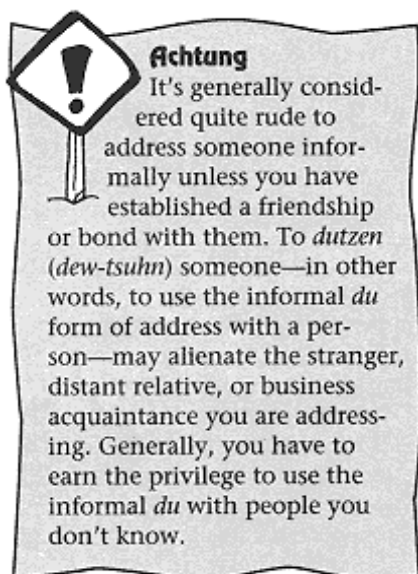 Achtung
It's generally consid-
ered quite rude to
address someone infor-
mally unless you have
established a friendship
or bond with them. To dutzen
(dew-tsuhn) someone—in other
words, to use the informal du
form of address with a per-
son—may alienate the stranger,
distant relative, or business
acquaintance you are address-
ing. Generally, you have to
earn the privilege to use the
informal du with people you
don't know.